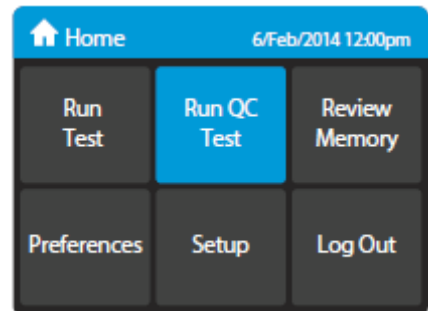 Home 6/Feb/2014 12:00pm
Run
Test
Run QC
Test
Review
Memory
Preferences
Setup
Log Out